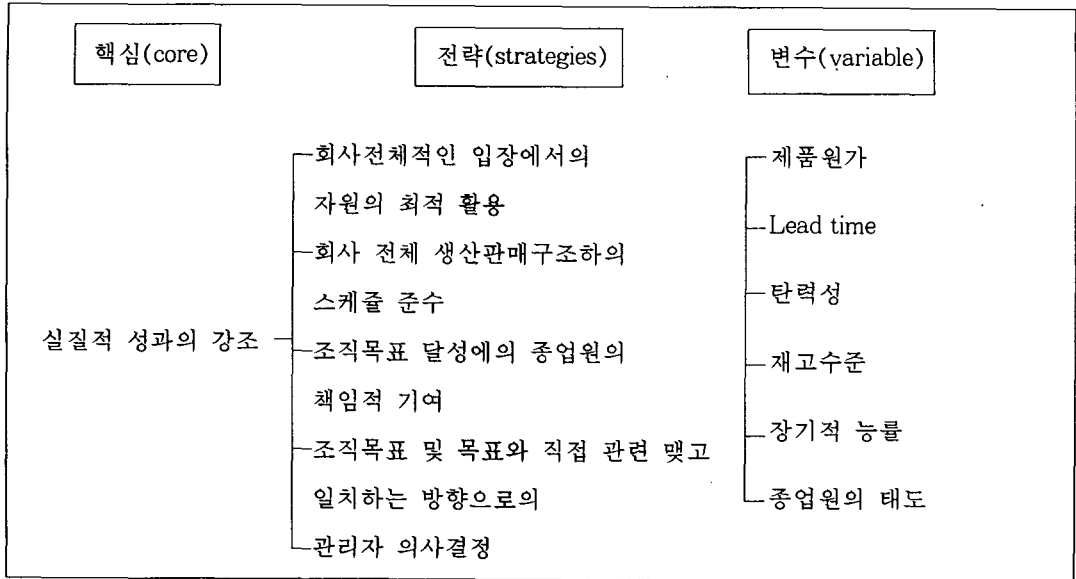 핵심(core)
전략(strategies)
변수(variable)
실질적 성과의 강조
회사전체적인 입장에서의
자원의 최적 활용
회사 전체 생산판매구조하의
스케쥴 준수
조직목표 달성에의 종업원의
책임적 기여
조직목표 및 목표와 직접 관련 맺고
일치하는 방향으로의
관리자 의사결정
제품원가
Lead time
탄력성
재고수준
장기적 능률
종업원의 태도